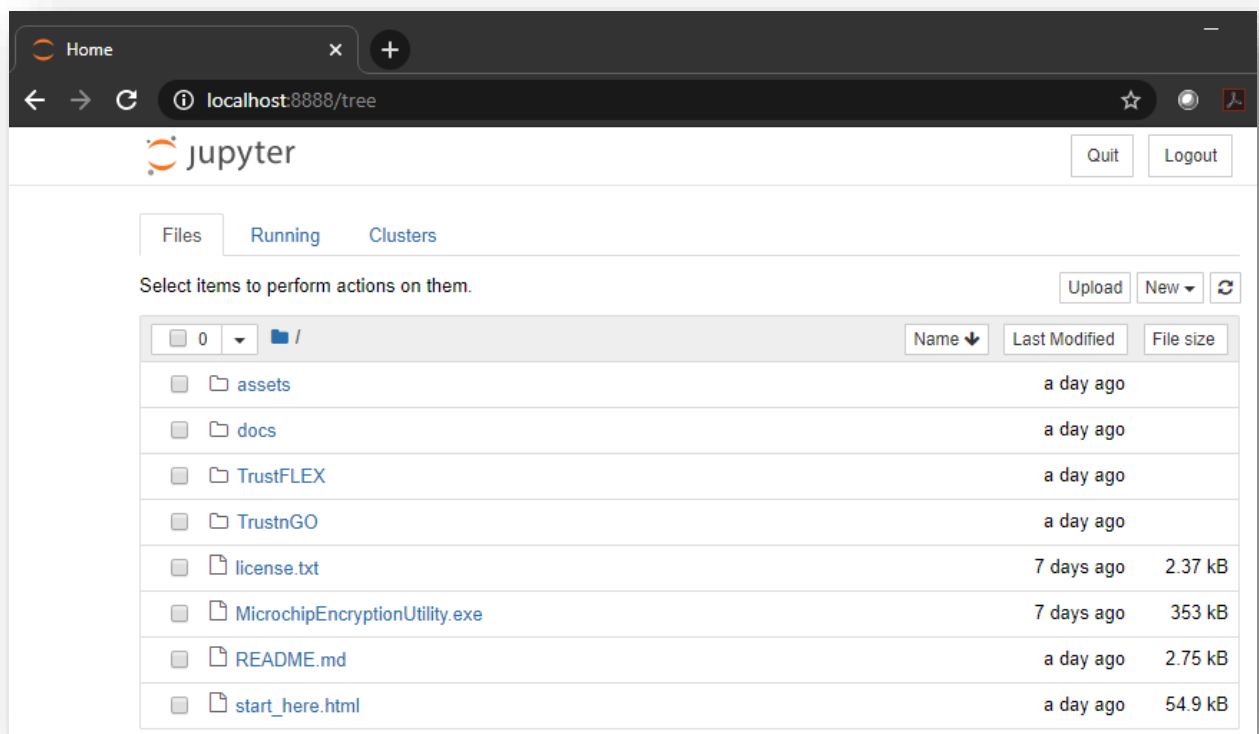 Home
localhost:8888/tree
jupyter
Quit Logout
Files Running Clusters
Select items to perform actions on them.
Upload New
0 / Name Last Modified File size
assets a day ago
docs a day ago
TrustFLEX a day ago
TrustnGO a day ago
license.txt 7 days ago 2.37 kB
MicrochipEncryptionUtility.exe 7 days ago 353 kB
README.md a day ago 2.75 kB
start_here.html a day ago 54.9 kB